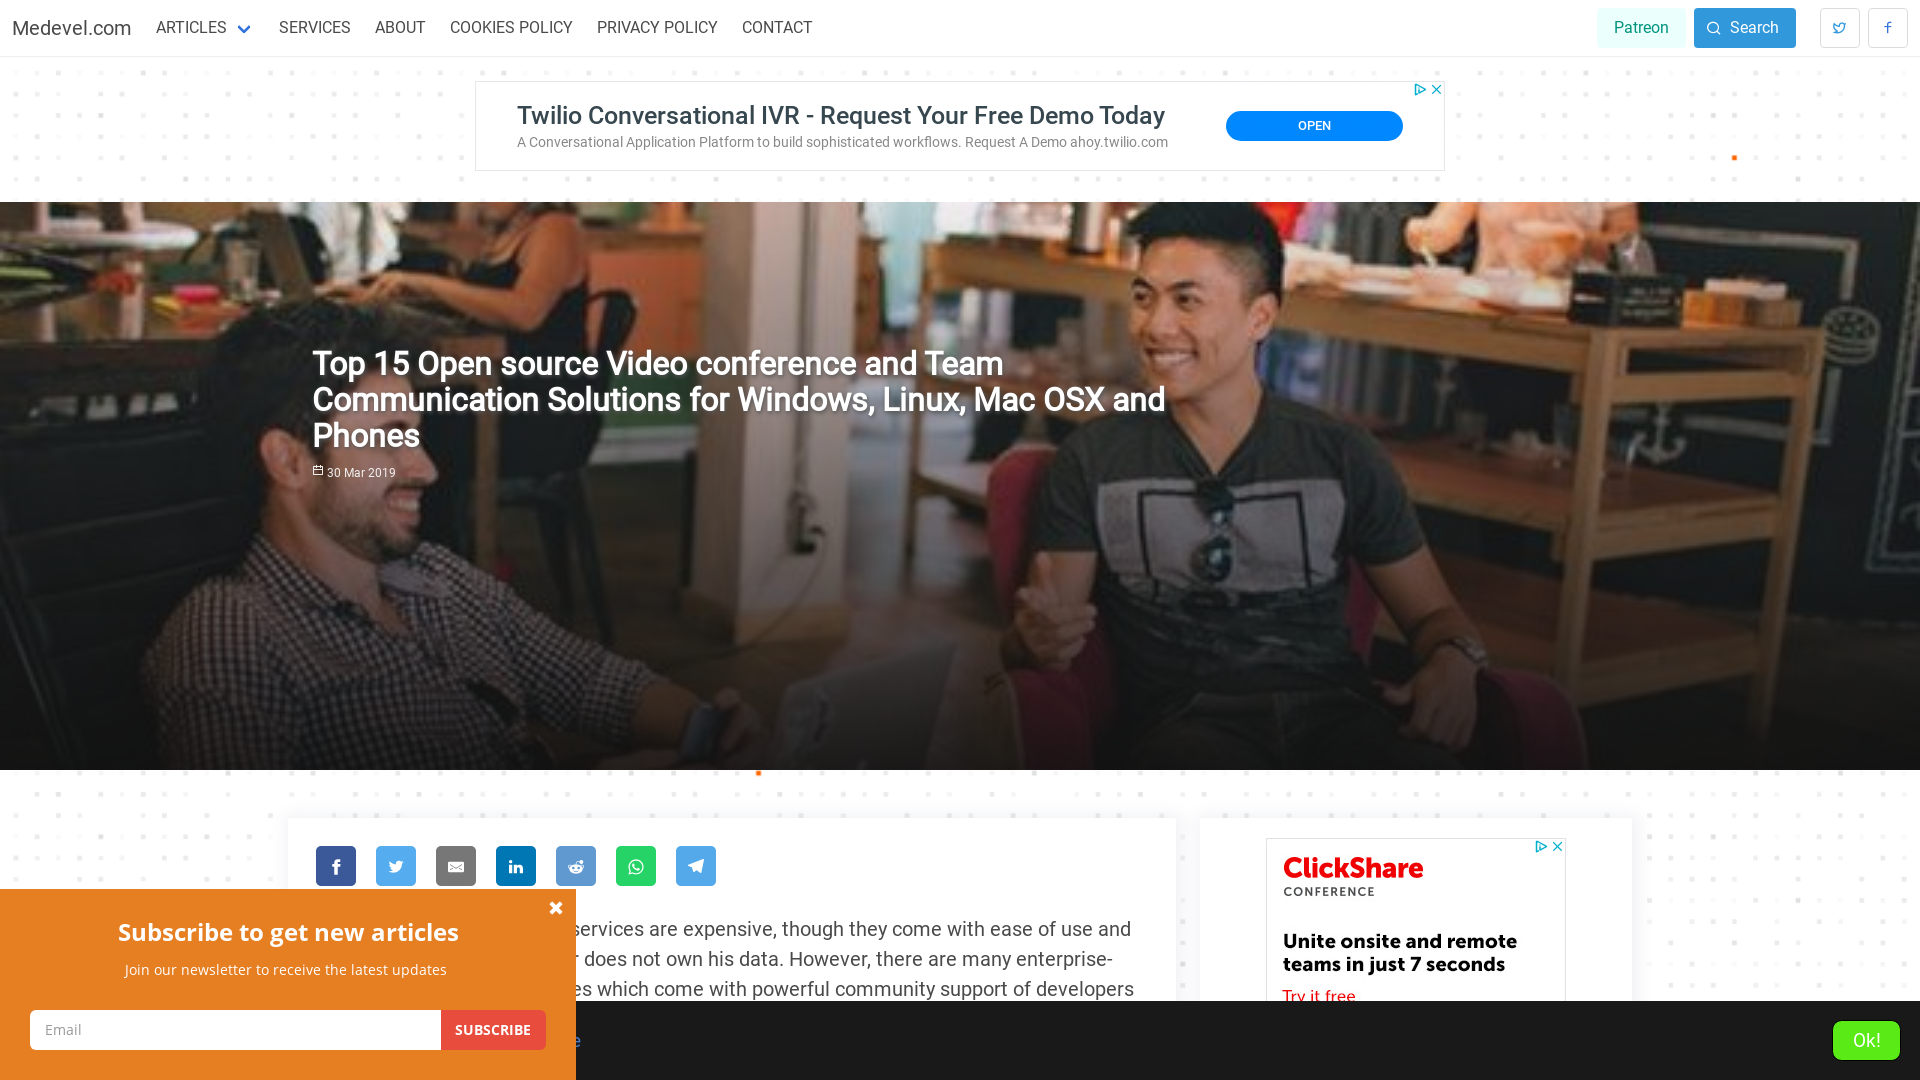 Medevel.com
ARTICLES
SERVICES
ABOUT
COOKIES POLICY
PRIVACY POLICY
CONTACT
Patreon
Search
Twilio Conversational IVR - Request Your Free Demo Today
A Conversational Application Platform to build sophisticated workflows. Request A Demo ahoy.twilio.com
OPEN
Top 15 Open source Video conference and Team
Communication Solutions for Windows, Linux, Mac OSX and
Phones
30 Mar 2019
services are expensive, though they come with ease of use and
does not own his data. However, there are many enterprise-
which come with powerful community support of developers
ClickShare
CONFERENCE
Unite onsite and remote
teams in just 7 seconds
Try it free
Subscribe to get new articles
Join our newsletter to receive the latest updates
Email
SUBSCRIBE
Ok!